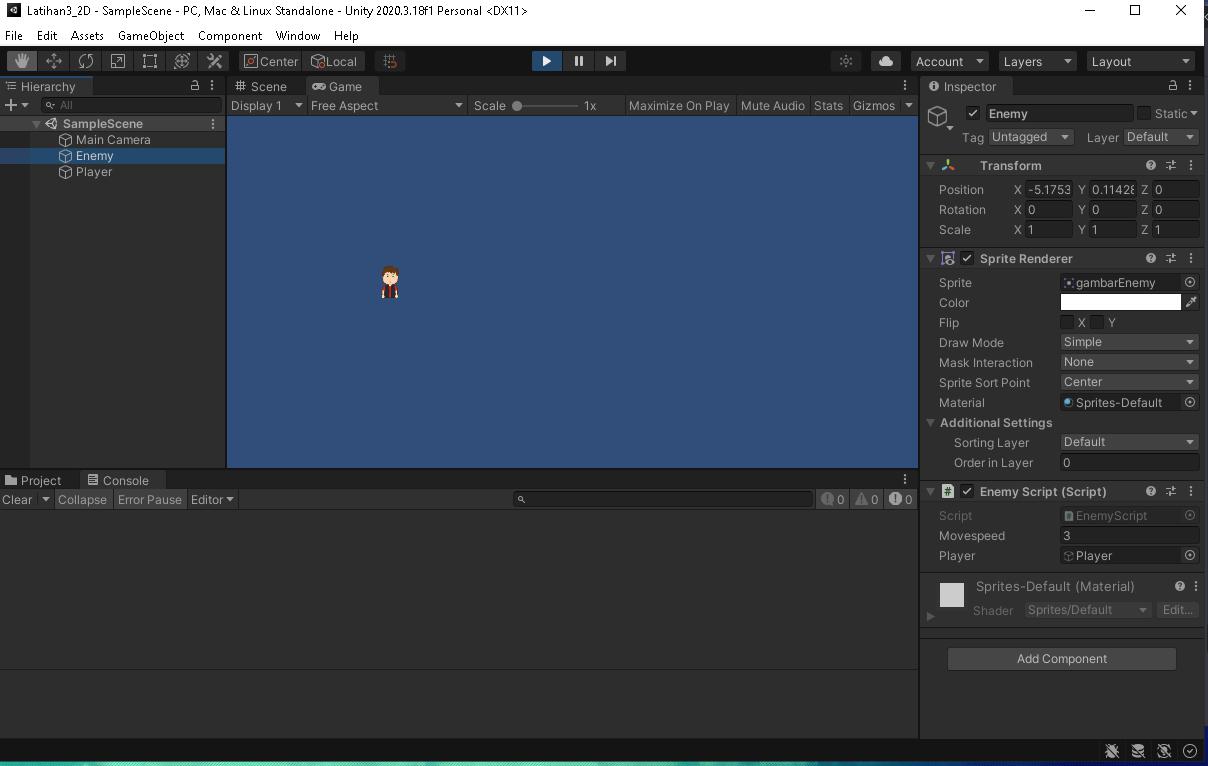 Latihan3_2D - SampleScene - PC, Mac & Linux Standalone - Unity 2020.3.18f1 Personal <DX11>
File Edit Assets GameObject Component Window Help
Center Local Account Layers Layout
Hierarchy
All
SampleScene
Main Camera
Enemy
Player
Scene Game
Display 1 Free Aspect Scale 1x Maximize On Play Mute Audio Stats Gizmos
Project Console
Clear Collapse Error Pause Editor 0 0 0
Inspector
Enemy Static
Tag Untagged Layer Default
Transform
Position X -5.1753 Y 0.11428 Z 0
Rotation X 0 Y 0 Z 0
Scale X 1 Y 1 Z 1
Sprite Renderer
Sprite gambarEnemy
Color
Flip X Y
Draw Mode Simple
Mask Interaction None
Sprite Sort Point Center
Material Sprites-Default
Additional Settings
Sorting Layer Default
Order in Layer 0
# Enemy Script (Script)
Script EnemyScript
Movespeed 3
Player Player
Sprites-Default (Material)
Shader Sprites/Default Edit...
Add Component